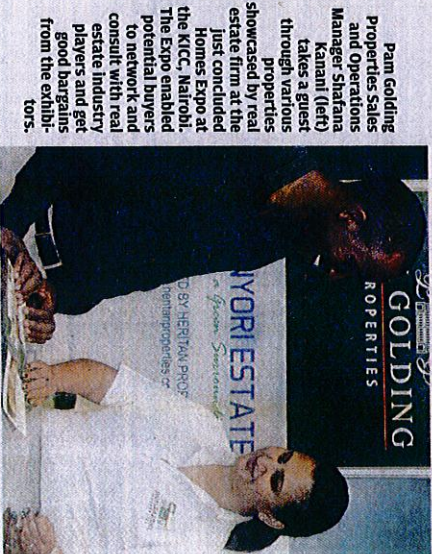 Pam Golding
Properties Sales
and Operations
Manager Shafana
Kanani (left)
takes a guest
through various
properties
showcased by real
estate firm at the
just concluded
Homes Expo at
the KICC, Nairobi.
The Expo enabled
potential buyers
to network and
consult with real
estate industry
players and get
good bargains
from the exhibi-
tors.
GOLDING
ROPERTIES
NYORI ESTATE
D BY HERITAN PROP